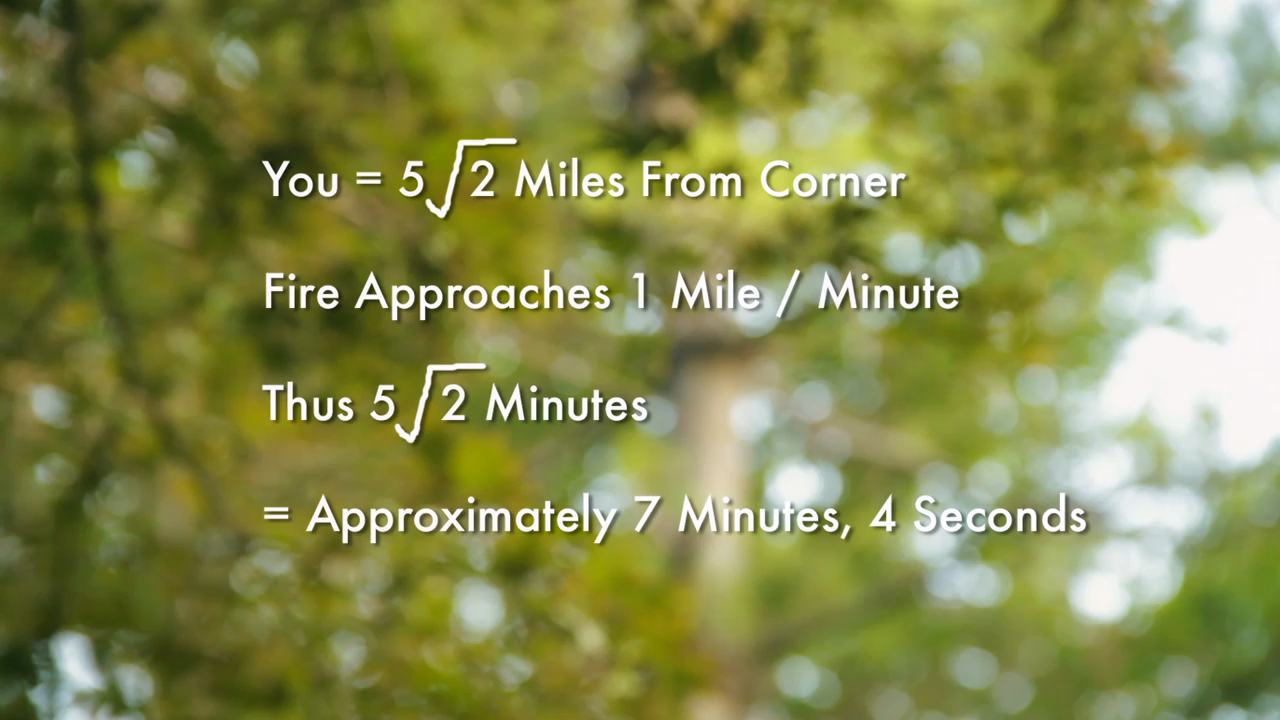 You = 5√2 Miles From Corner
Fire Approaches 1 Mile / Minute
Thus 5√2 Minutes
= Approximately 7 Minutes, 4 Seconds